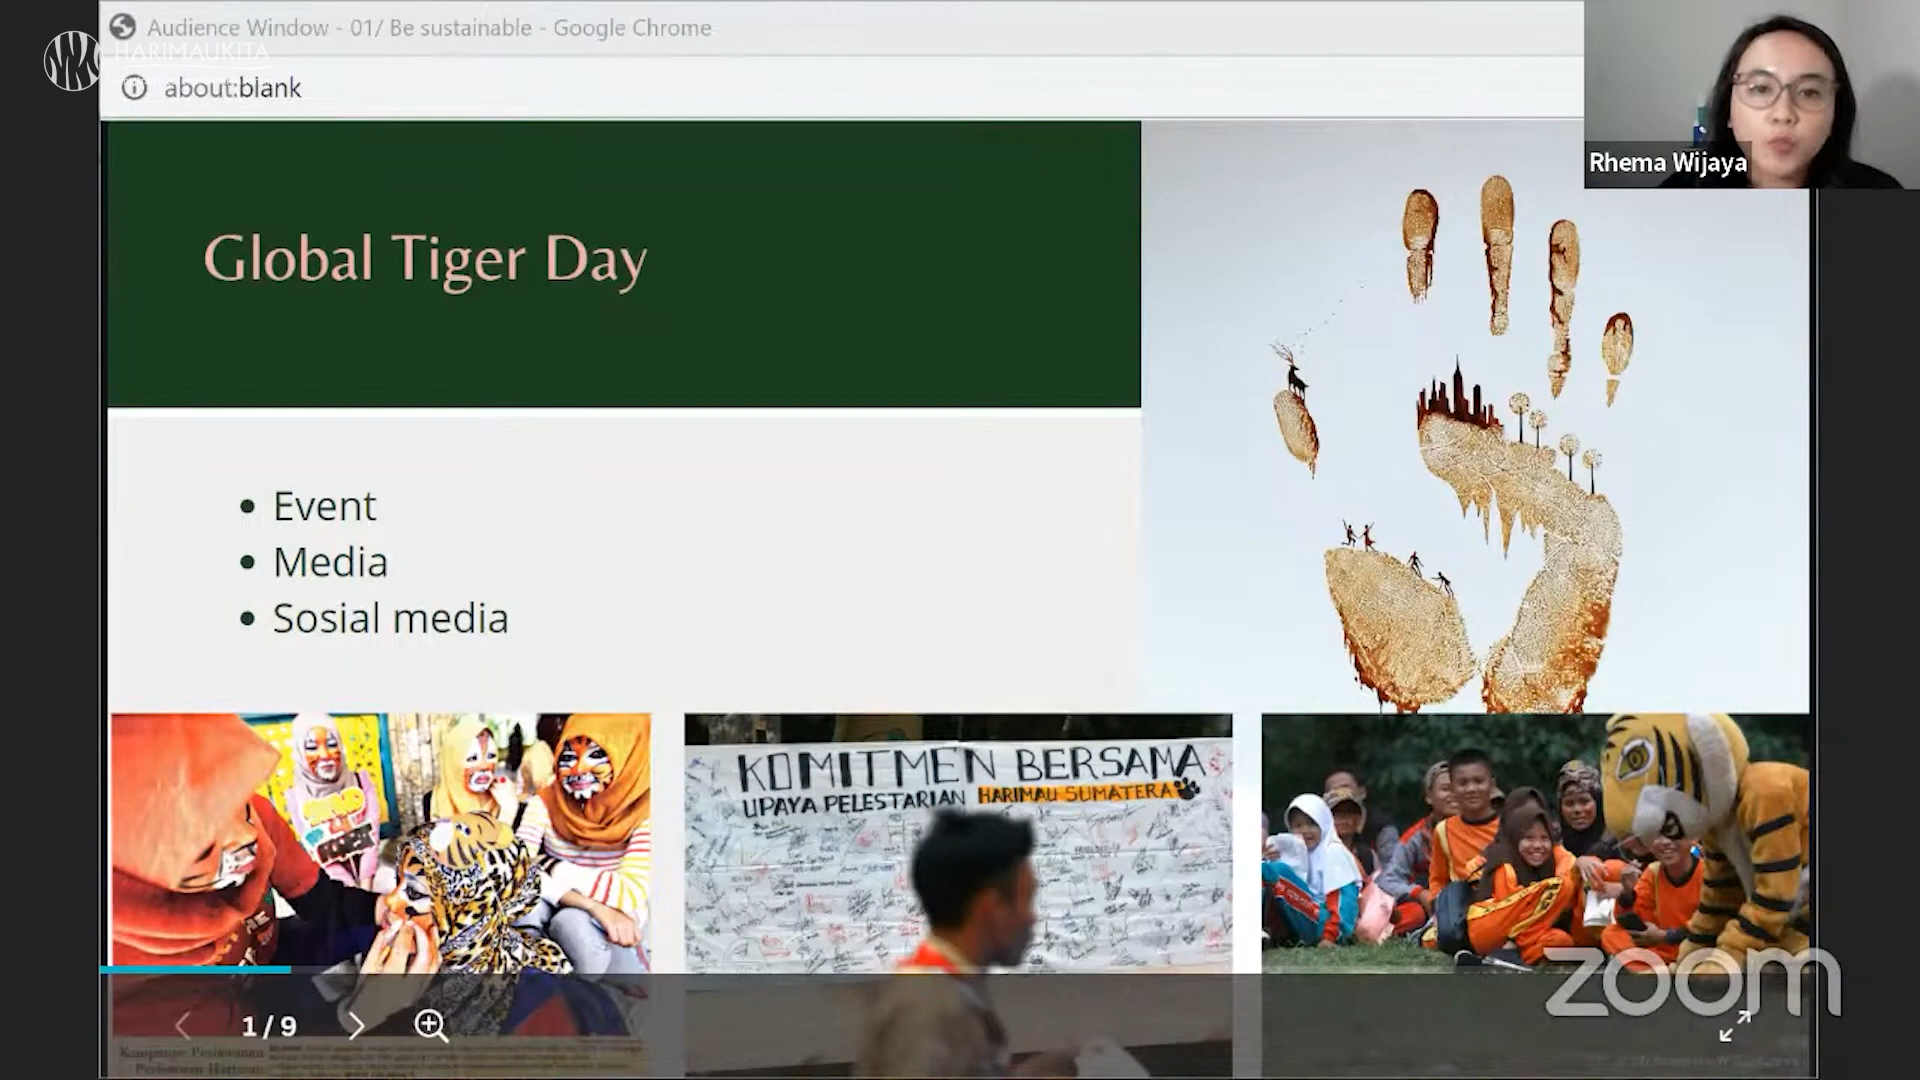 Audience Window - 01/ Be sustainable - Google Chrome
HARIMAUKITA
about:blank
Rhema Wijaya
Global Tiger Day
• Event
• Media
• Sosial media
KOMITMEN BERSAMA
UPAYA PELESTARIAN HARIMAU SUMATERA
zoom
1 / 9